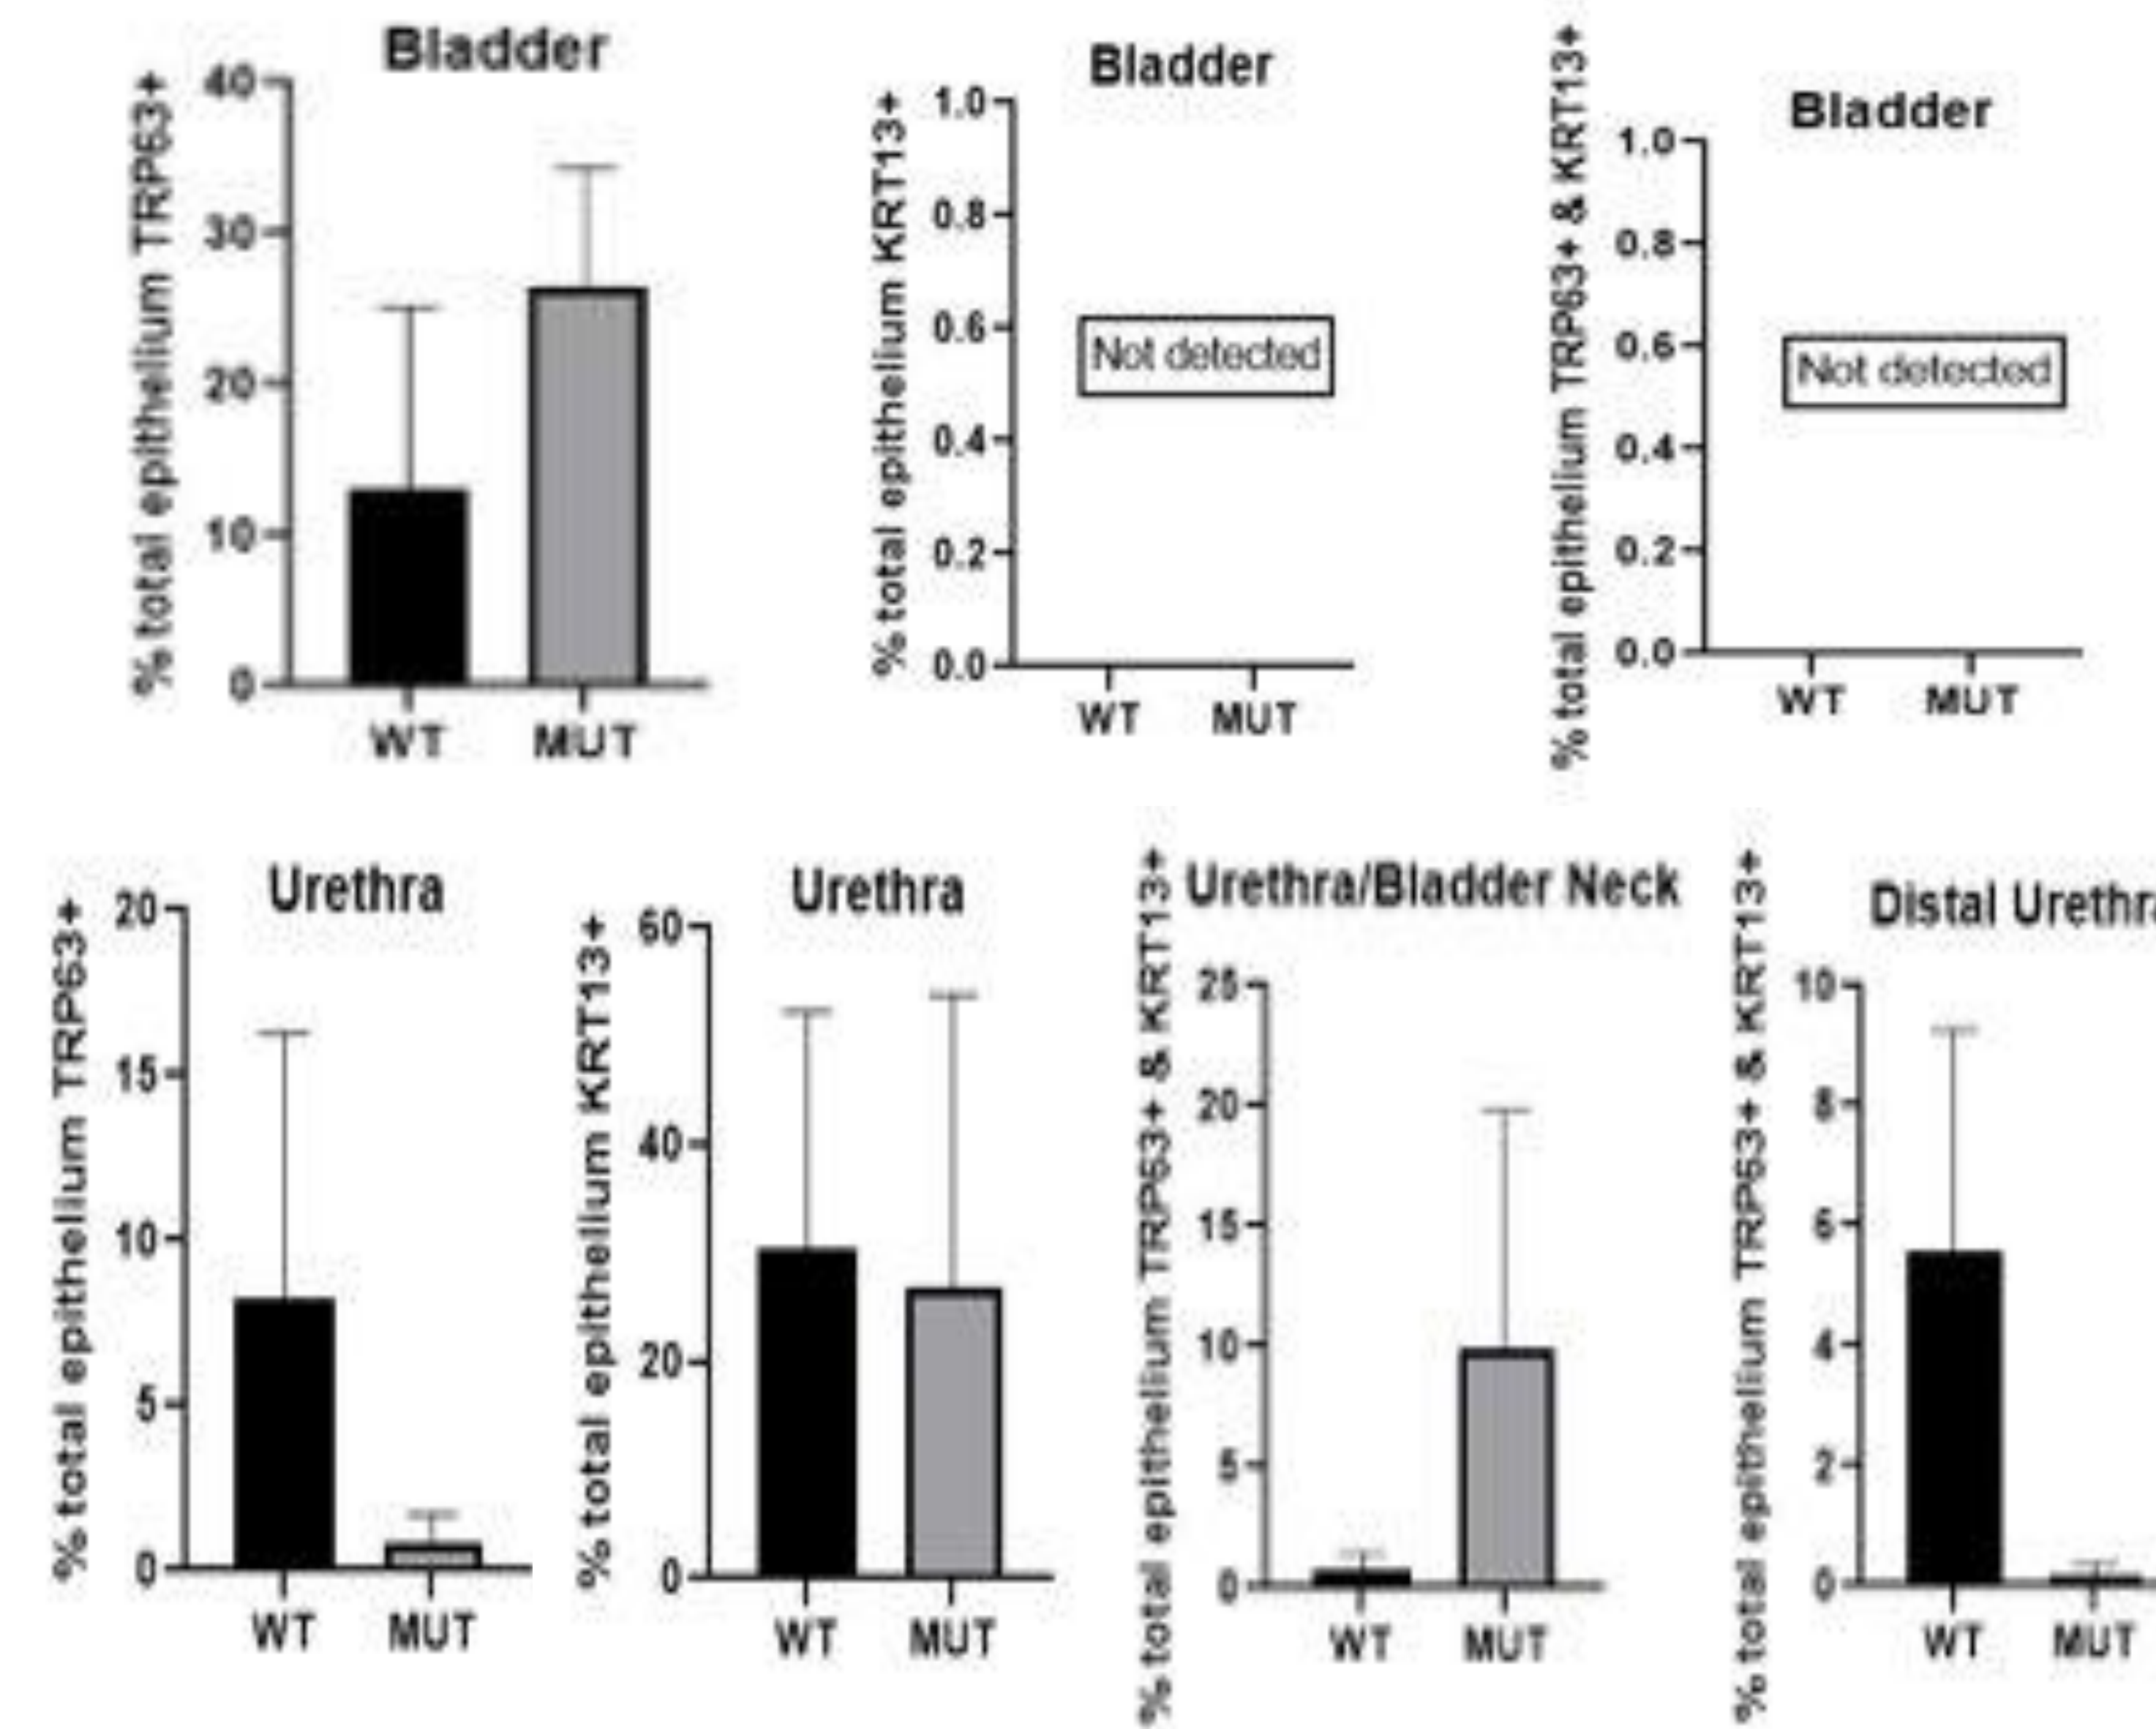 Bladder
% total epithelium TRP63+
40
30
20
10
0
WT MUT
Bladder
% total epithelium KRT13+
1.0
0.8
0.6
0.4
0.2
0.0
Not detected
WT MUT
Bladder
% total epithelium TRP63+ & KRT13+
1.0
0.8
0.6
0.4
0.2
0.0
Not detected
WT MUT
Urethra
% total epithelium TRP63+
20
15
10
5
0
WT MUT
Urethra
% total epithelium KRT13+
60
40
20
0
WT MUT
Urethra/Bladder Neck
% total epithelium TRP63+ & KRT13+
25
20
15
10
5
0
WT MUT
Distal Urethra
% total epithelium TRP63+ & KRT13+
10
8
6
4
2
0
WT MUT